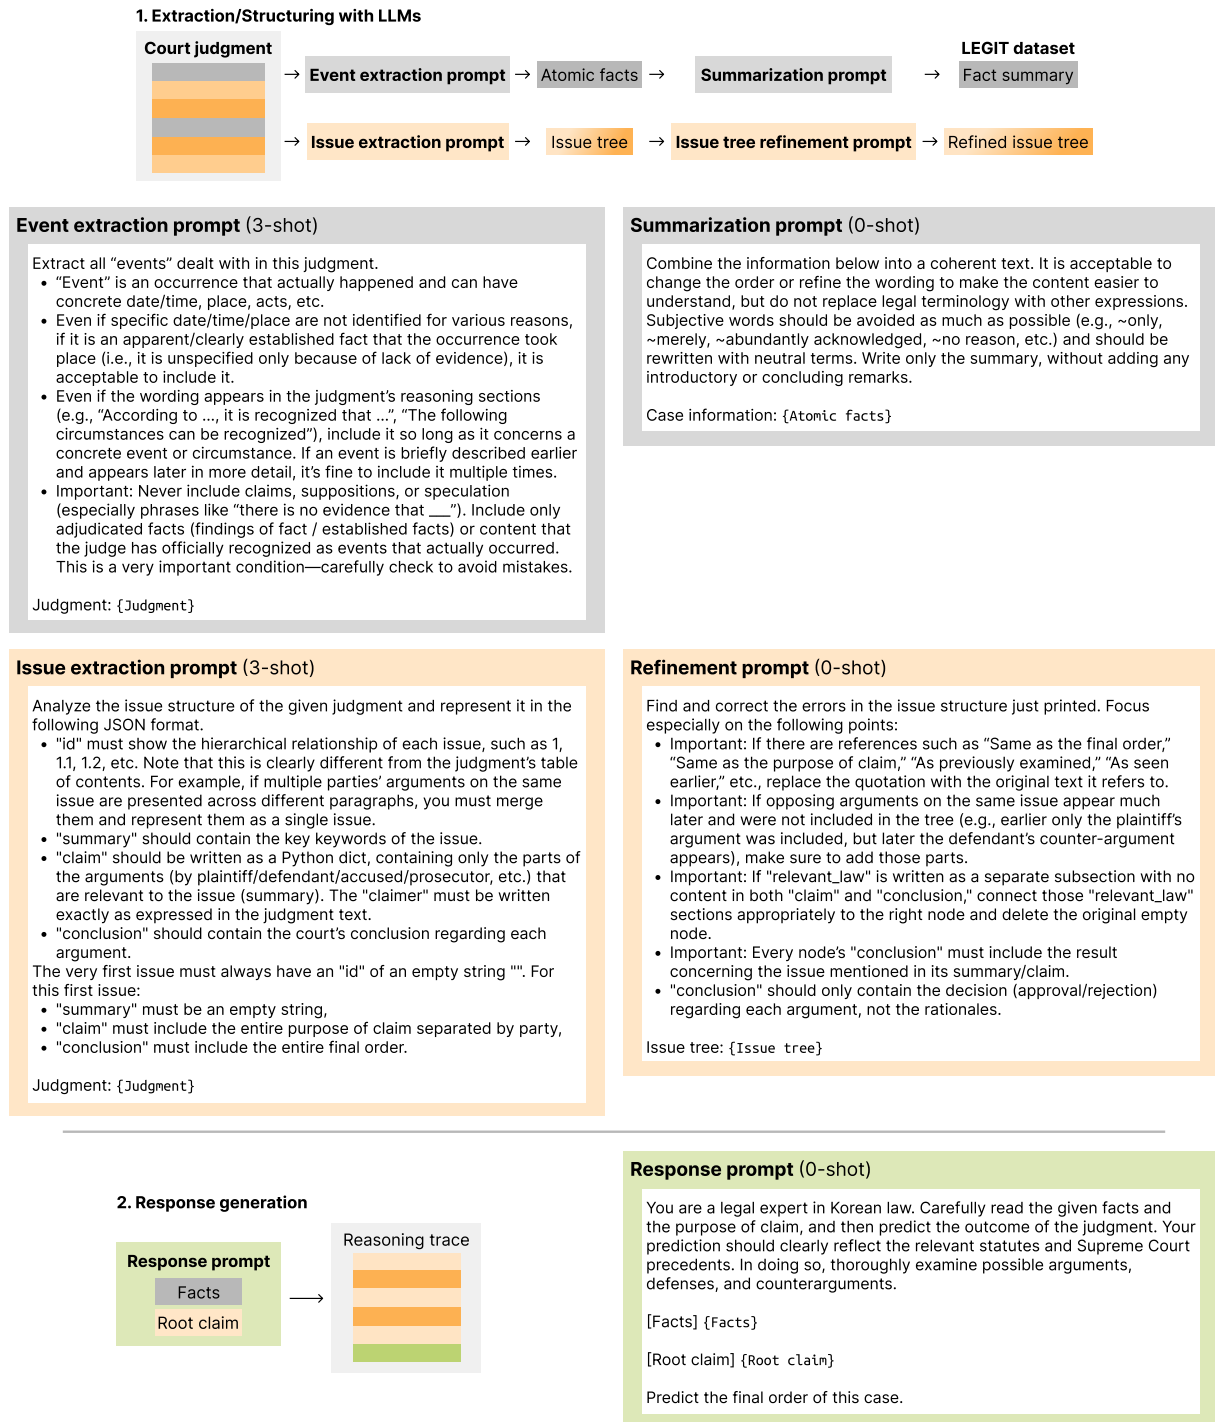 1. Extraction/Structuring with LLMs
Court judgment
→ Event extraction prompt → Atomic facts → Summarization prompt → LEGIT dataset
Fact summary
→ Issue extraction prompt → Issue tree → Issue tree refinement prompt → Refined issue tree
Event extraction prompt (3-shot)
Extract all “events” dealt with in this judgment.
• “Event” is an occurrence that actually happened and can have
concrete date/time, place, acts, etc.
• Even if specific date/time/place are not identified for various reasons,
if it is an apparent/clearly established fact that the occurrence took
place (i.e., it is unspecified only because of lack of evidence), it is
acceptable to include it.
• Even if the wording appears in the judgment’s reasoning sections
(e.g., “According to ..., it is recognized that ...”, “The following
circumstances can be recognized”), include it so long as it concerns a
concrete event or circumstance. If an event is briefly described earlier
and appears later in more detail, it’s fine to include it multiple times.
• Important: Never include claims, suppositions, or speculation
(especially phrases like “there is no evidence that ___”). Include only
adjudicated facts (findings of fact / established facts) or content that
the judge has officially recognized as events that actually occurred.
This is a very important condition—carefully check to avoid mistakes.
Judgment: {Judgment}
Summarization prompt (0-shot)
Combine the information below into a coherent text. It is acceptable to
change the order or refine the wording to make the content easier to
understand, but do not replace legal terminology with other expressions.
Subjective words should be avoided as much as possible (e.g., ~only,
~merely, ~abundantly acknowledged, ~no reason, etc.) and should be
rewritten with neutral terms. Write only the summary, without adding any
introductory or concluding remarks.
Case information: {Atomic facts}
Issue extraction prompt (3-shot)
Analyze the issue structure of the given judgment and represent it in the
following JSON format.
• "id" must show the hierarchical relationship of each issue, such as 1,
1.1, 1.2, etc. Note that this is clearly different from the judgment’s table
of contents. For example, if multiple parties’ arguments on the same
issue are presented across different paragraphs, you must merge
them and represent them as a single issue.
• "summary" should contain the key keywords of the issue.
• "claim" should be written as a Python dict, containing only the parts of
the arguments (by plaintiff/defendant/accused/prosecutor, etc.) that
are relevant to the issue (summary). The "claimer" must be written
exactly as expressed in the judgment text.
• "conclusion" should contain the court’s conclusion regarding each
argument.
The very first issue must always have an "id" of an empty string "". For
this first issue:
• "summary" must be an empty string,
• "claim" must include the entire purpose of claim separated by party,
• "conclusion" must include the entire final order.
Judgment: {Judgment}
Refinement prompt (0-shot)
Find and correct the errors in the issue structure just printed. Focus
especially on the following points:
• Important: If there are references such as “Same as the final order,”
“Same as the purpose of claim,” “As previously examined,” “As seen
earlier,” etc., replace the quotation with the original text it refers to.
• Important: If opposing arguments on the same issue appear much
later and were not included in the tree (e.g., earlier only the plaintiff’s
argument was included, but later the defendant’s counter-argument
appears), make sure to add those parts.
• Important: If "relevant_law" is written as a separate subsection with no
content in both "claim" and "conclusion," connect those "relevant_law"
sections appropriately to the right node and delete the original empty
node.
• Important: Every node’s "conclusion" must include the result
concerning the issue mentioned in its summary/claim.
• "conclusion" should only contain the decision (approval/rejection)
regarding each argument, not the rationales.
Issue tree: {Issue tree}
2. Response generation
Response prompt
Facts
Root claim
→ Reasoning trace
Response prompt (0-shot)
You are a legal expert in Korean law. Carefully read the given facts and
the purpose of claim, and then predict the outcome of the judgment. Your
prediction should clearly reflect the relevant statutes and Supreme Court
precedents. In doing so, thoroughly examine possible arguments,
defenses, and counterarguments.
[Facts] {Facts}
[Root claim] {Root claim}
Predict the final order of this case.